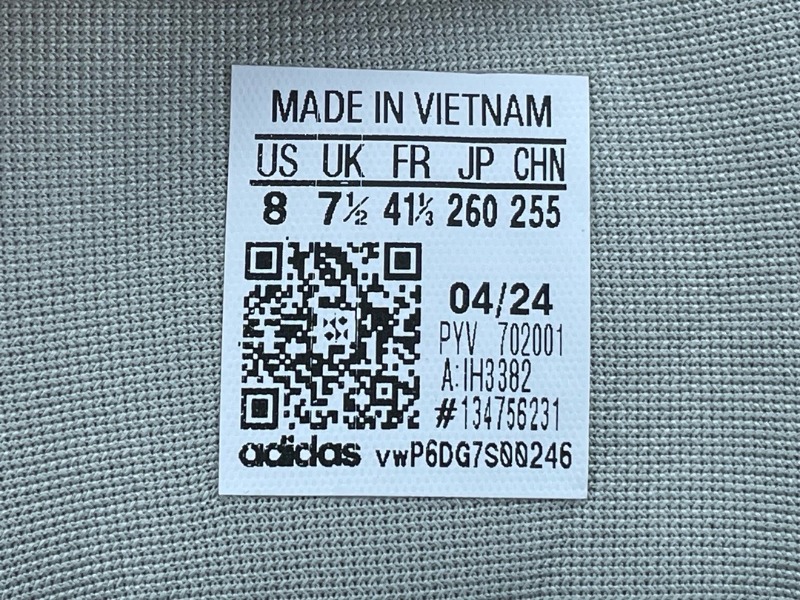 MADE IN VIETNAM
US UK FR JP CHN
8 7½ 41⅓ 260 255
04/24
PYV 702001
A:IH3382
#134756231
adidas vwP6DG7S00246